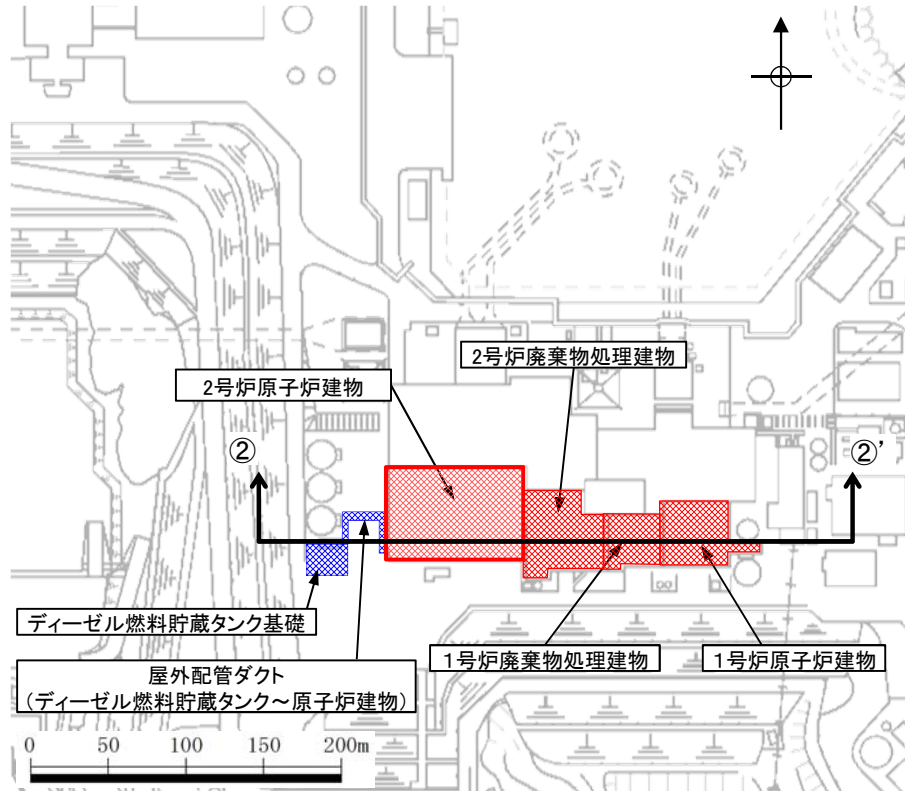 2号炉廃棄物処理建物
2号炉原子炉建物
②
②’
ディーゼル燃料貯蔵タンク基礎
屋外配管ダクト
(ディーゼル燃料貯蔵タンク~原子炉建物)
1号炉廃棄物処理建物
1号炉原子炉建物
0 50 100 150 200m